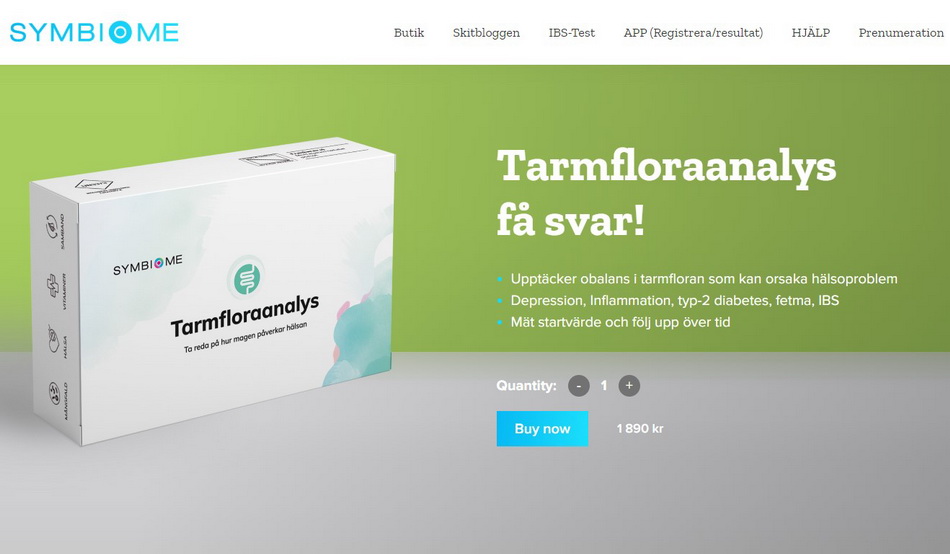 SYMBIOME
Butik
Skitbloggen
IBS-Test
APP (Registrera/resultat)
HJÄLP
Prenumeration
Tarmfloraanalys
få svar!
Upptäcker obalans i tarmfloran som kan orsaka hälsoproblem
Depression, Inflammation, typ-2 diabetes, fetma, IBS
Mät startvärde och följ upp över tid
Quantity:
-
1
+
Buy now
1 890 kr
SYMBIOME
Tarmfloraanalys
Ta reda på hur magen påverkar hälsan
SAMBAND
VITAMINER
HÄLSA
MÅNGFALD